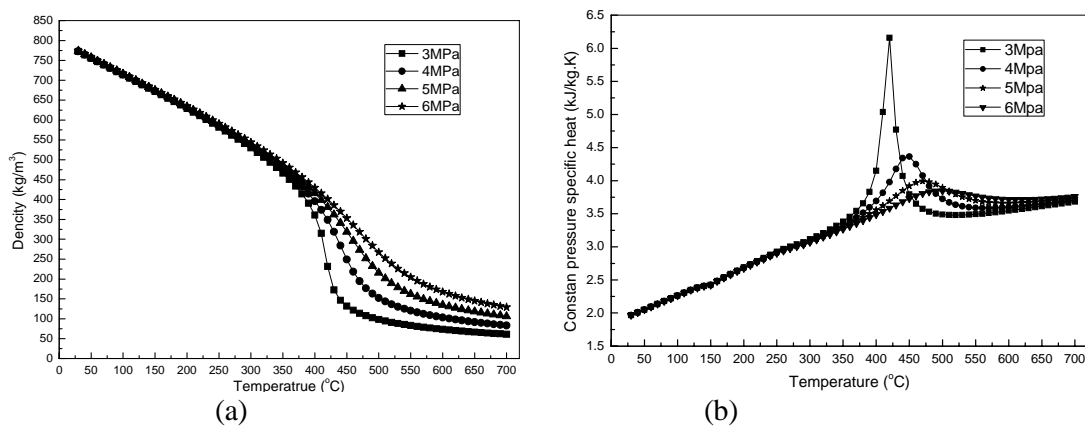 850
800
750
700
650
600
550
500
450
400
350
300
250
200
150
100
50
0
Dencity (kg/m³)
3MPa
4MPa
5MPa
6MPa
0 50 100 150 200 250 300 350 400 450 500 550 600 650 700
Temperatrue (°C)
(a)
6.5
6.0
5.5
5.0
4.5
4.0
3.5
3.0
2.5
2.0
1.5
Constan pressure specific heat (kJ/kg.K)
3Mpa
4Mpa
5Mpa
6Mpa
50 100 150 200 250 300 350 400 450 500 550 600 650 700
Temperature (°C)
(b)